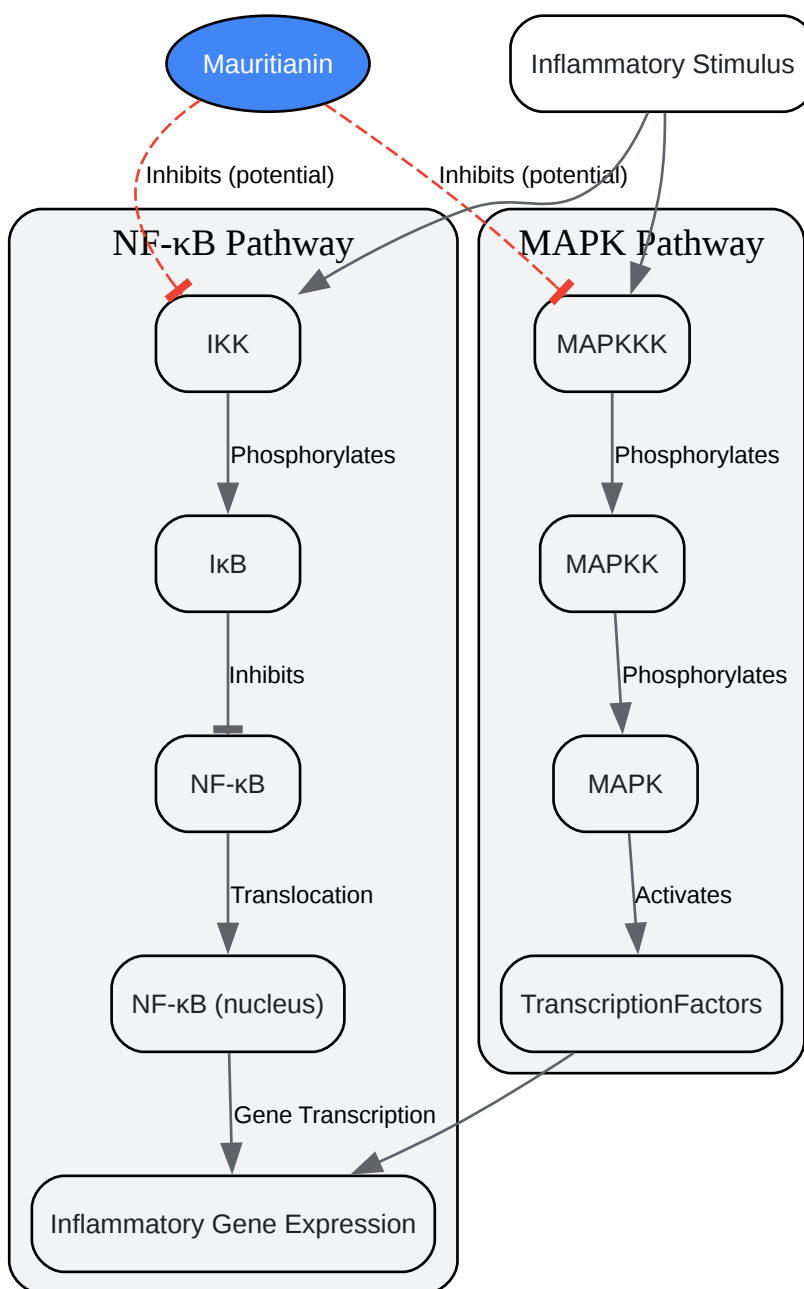 Mauritianin
Inflammatory Stimulus
Inhibits (potential)
Inhibits (potential)
NF-κB Pathway
MAPK Pathway
IKK
MAPKKK
Phosphorylates
Phosphorylates
IκB
MAPKK
Inhibits
Phosphorylates
NF-κB
MAPK
Translocation
Activates
NF-κB (nucleus)
TranscriptionFactors
Gene Transcription
Inflammatory Gene Expression